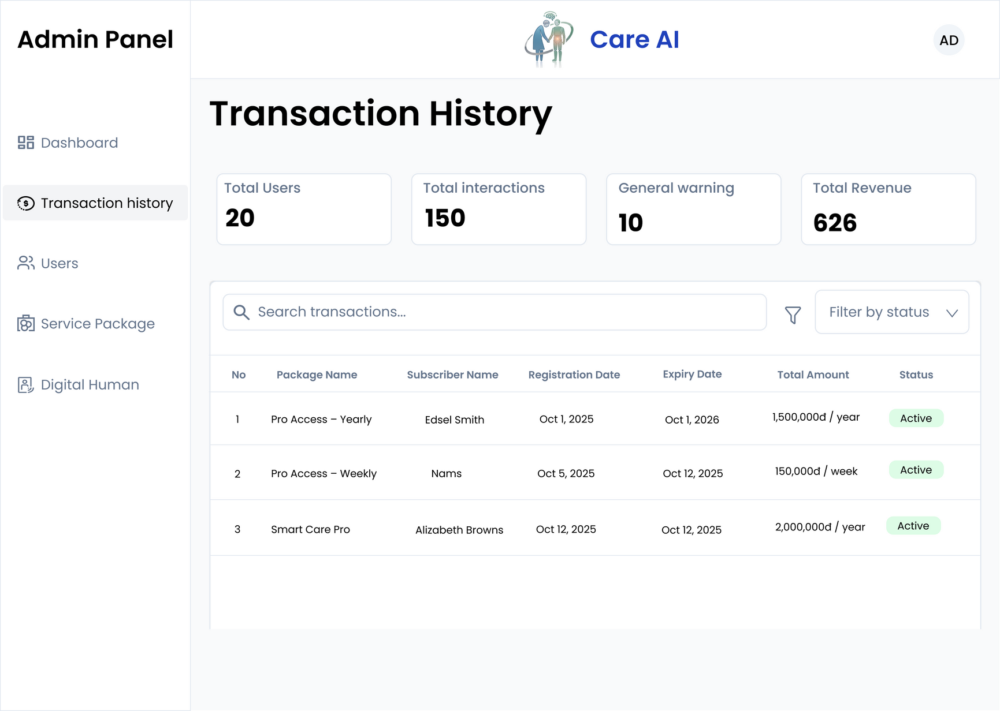 Admin Panel
Care AI
AD
Dashboard
Transaction history
Users
Service Package
Digital Human
Transaction History
Total Users
20
Total interactions
150
General warning
10
Total Revenue
626
Search transactions...
Filter by status
No Package Name Subscriber Name Registration Date Expiry Date Total Amount Status
1 Pro Access – Yearly Edsel Smith Oct 1, 2025 Oct 1, 2026 1,500,000đ / year Active
2 Pro Access – Weekly Nams Oct 5, 2025 Oct 12, 2025 150,000đ / week Active
3 Smart Care Pro Alizabeth Browns Oct 12, 2025 Oct 12, 2025 2,000,000đ / year Active